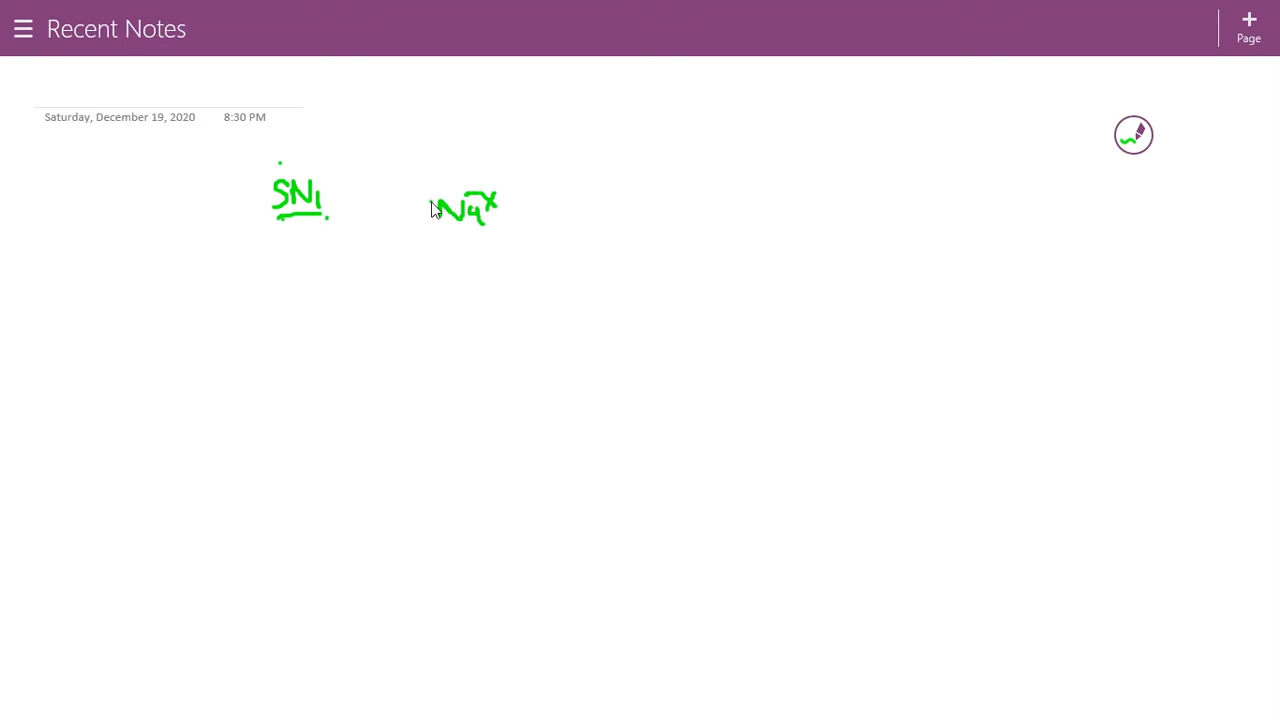 Recent Notes
Page
Saturday, December 19, 2020 8:30 PM
SN1